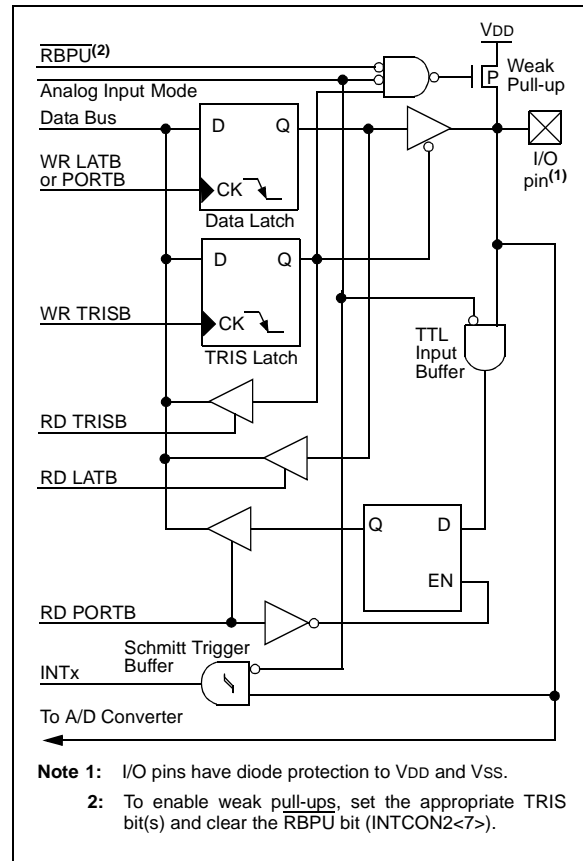 VDD
RBPU(2)
Weak
Pull-up
P
Analog Input Mode
Data Bus
D Q
I/O
pin(1)
WR LATB
or PORTB
CK
Data Latch
D Q
WR TRISB
CK
TRIS Latch
TTL
Input
Buffer
RD TRISB
RD LATB
Q D
EN
RD PORTB
Schmitt Trigger
Buffer
INTx
To A/D Converter
Note 1: I/O pins have diode protection to VDD and VSS.
2: To enable weak pull-ups, set the appropriate TRIS
bit(s) and clear the RBPU bit (INTCON2<7>).